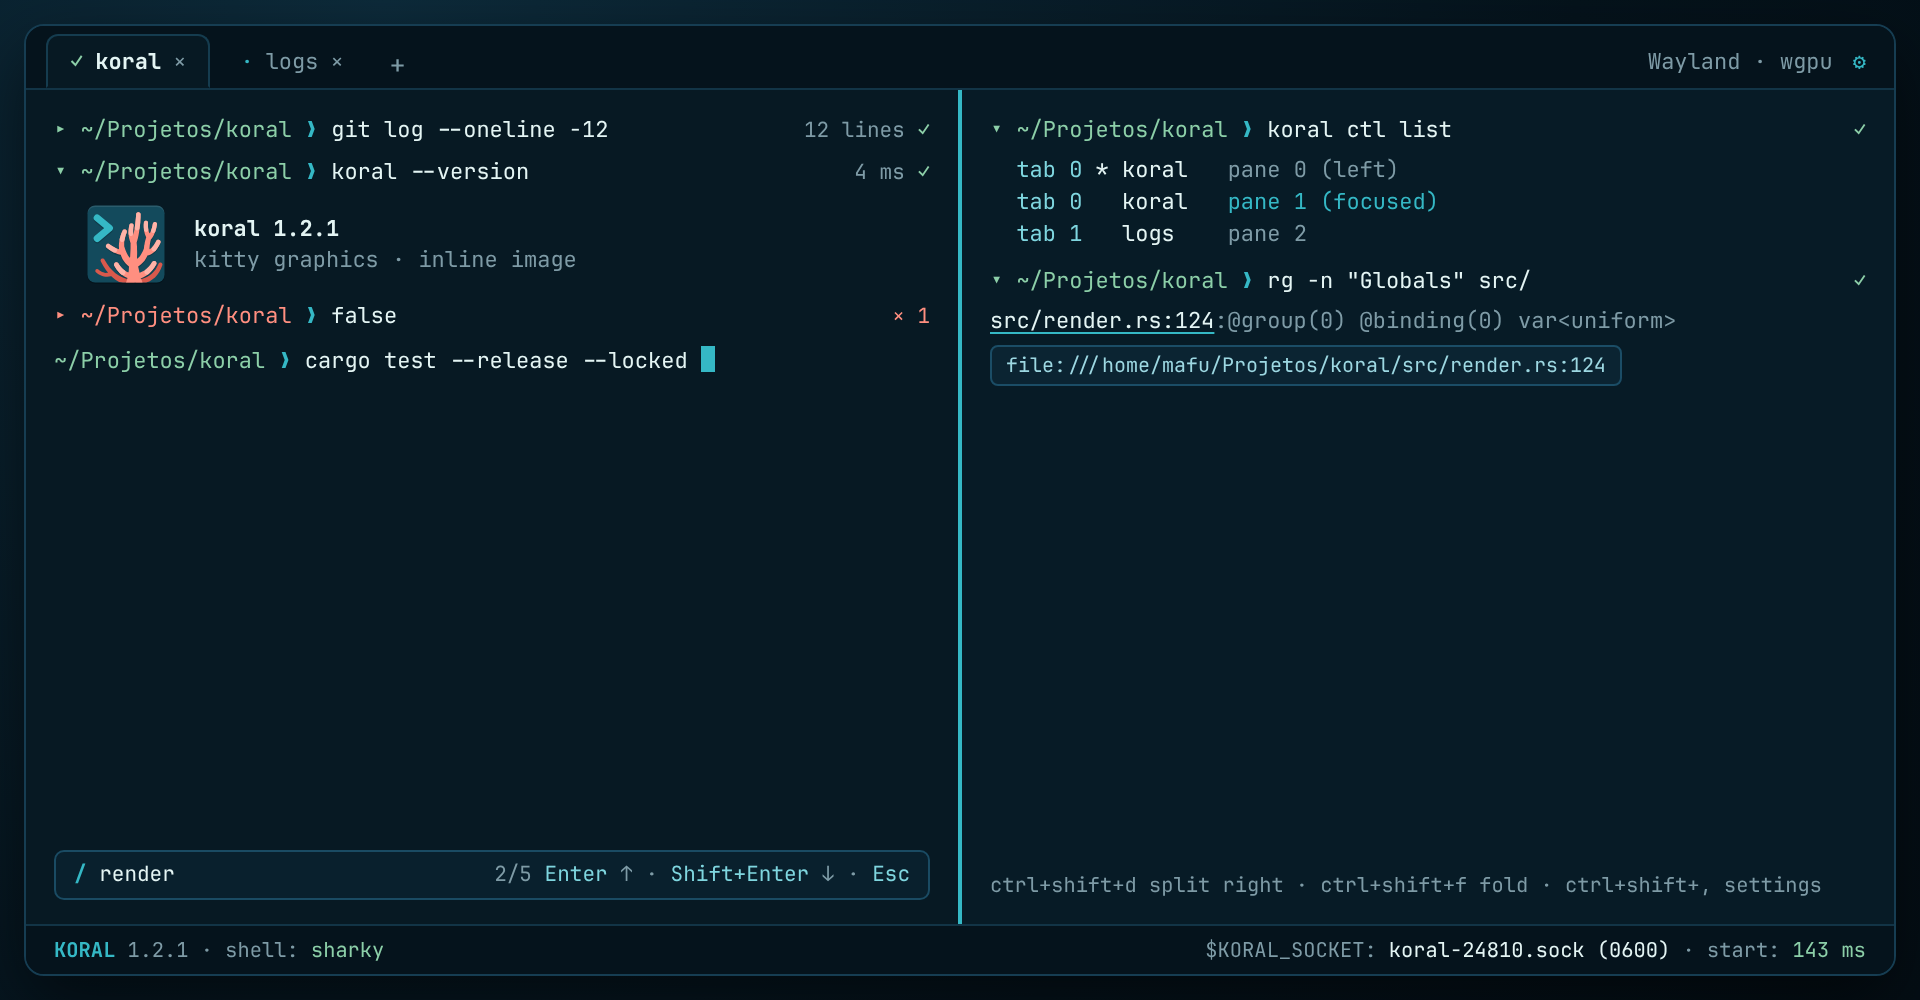 ✓ koral × · logs × + Wayland · wgpu ⚙
▸ ~/Projetos/koral ❯ git log --oneline -12 12 lines ✓
▾ ~/Projetos/koral ❯ koral --version 4 ms ✓
koral 1.2.1
kitty graphics · inline image
▸ ~/Projetos/koral ❯ false × 1
~/Projetos/koral ❯ cargo test --release --locked
/ render 2/5 Enter ↑ · Shift+Enter ↓ · Esc
▾ ~/Projetos/koral ❯ koral ctl list ✓
tab 0 * koral pane 0 (left)
tab 0 koral pane 1 (focused)
tab 1 logs pane 2
▾ ~/Projetos/koral ❯ rg -n "Globals" src/ ✓
src/render.rs:124:@group(0) @binding(0) var<uniform>
file:///home/mafu/Projetos/koral/src/render.rs:124
ctrl+shift+d split right · ctrl+shift+f fold · ctrl+shift+, settings
KORAL 1.2.1 · shell: sharky $KORAL_SOCKET: koral-24810.sock (0600) · start: 143 ms